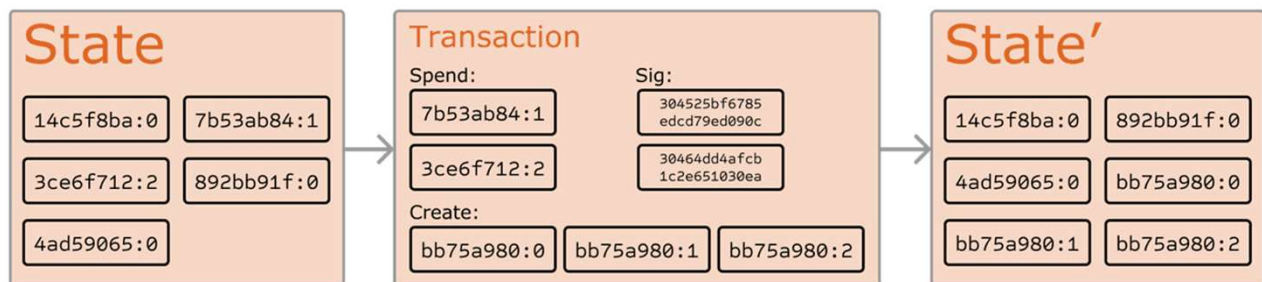 State
14c5f8ba:0 7b53ab84:1
3ce6f712:2 892bb91f:0
4ad59065:0
Transaction
Spend: Sig:
7b53ab84:1 304525bf6785
edcd79ed090c
3ce6f712:2 30464dd4afcb
1c2e651030ea
Create:
bb75a980:0 bb75a980:1 bb75a980:2
State’
14c5f8ba:0 892bb91f:0
4ad59065:0 bb75a980:0
bb75a980:1 bb75a980:2